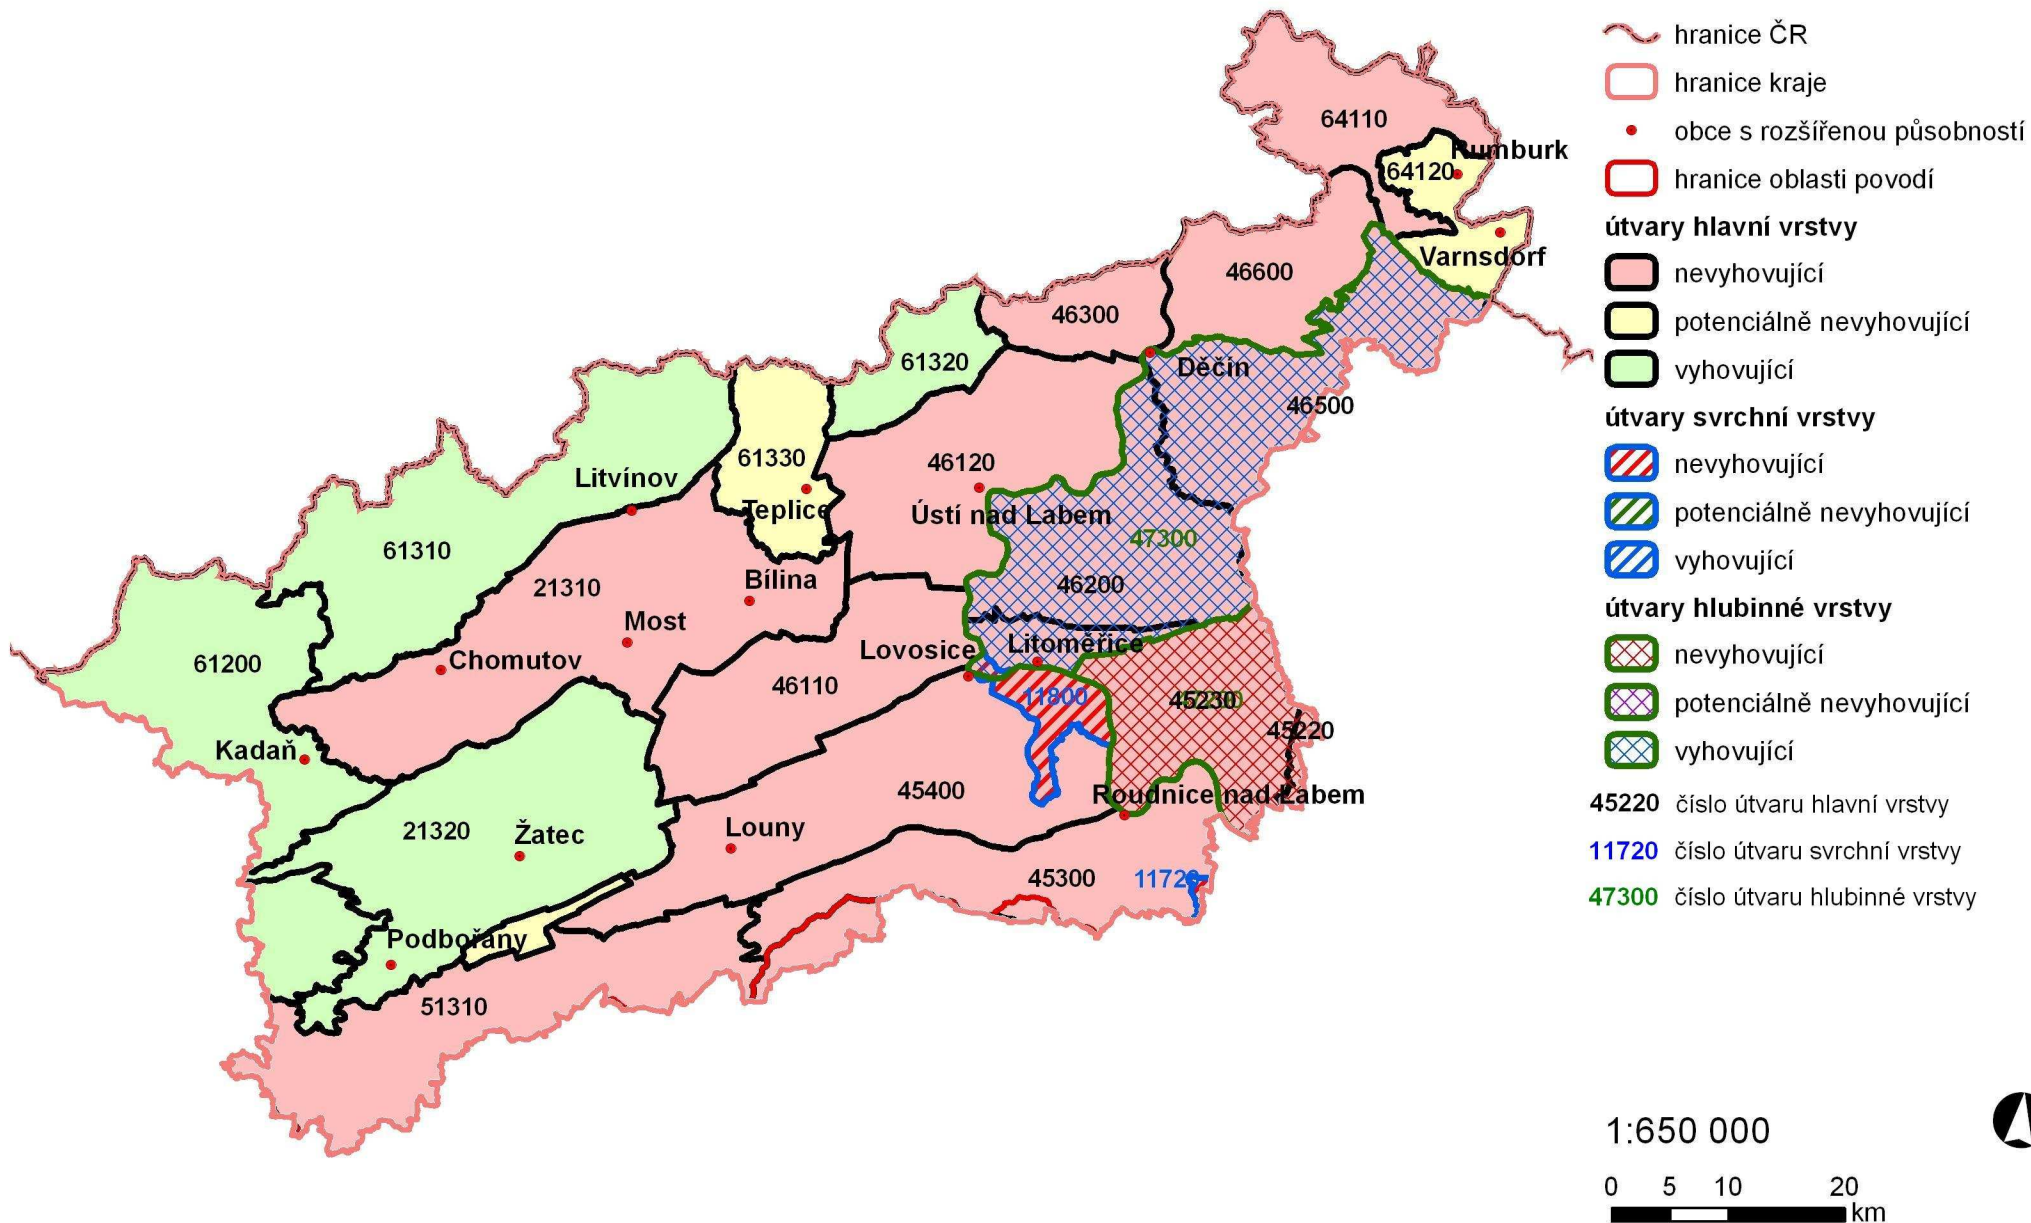 64110
Rumburk
64120
Varnsdorf
46600
46300
61320
Děčín
46500
61330
46120
Litvínov
Teplice
Ústí nad Labem
47300
61310
21310
Bílina
46200
Most
Lovosice
Litoměřice
61200
Chomutov
46110
11800
45230
45220
Kadaň
45400
Roudnice nad Labem
21320
Žatec
Louny
45300
11720
Podbořany
51310
hranice ČR
hranice kraje
obce s rozšířenou působností
hranice oblasti povodí
útvary hlavní vrstvy
nevyhovující
potenciálně nevyhovující
vyhovující
útvary svrchní vrstvy
nevyhovující
potenciálně nevyhovující
vyhovující
útvary hlubinné vrstvy
nevyhovující
potenciálně nevyhovující
vyhovující
45220 číslo útvaru hlavní vrstvy
11720 číslo útvaru svrchní vrstvy
47300 číslo útvaru hlubinné vrstvy
1:650 000
0 5 10 20
km